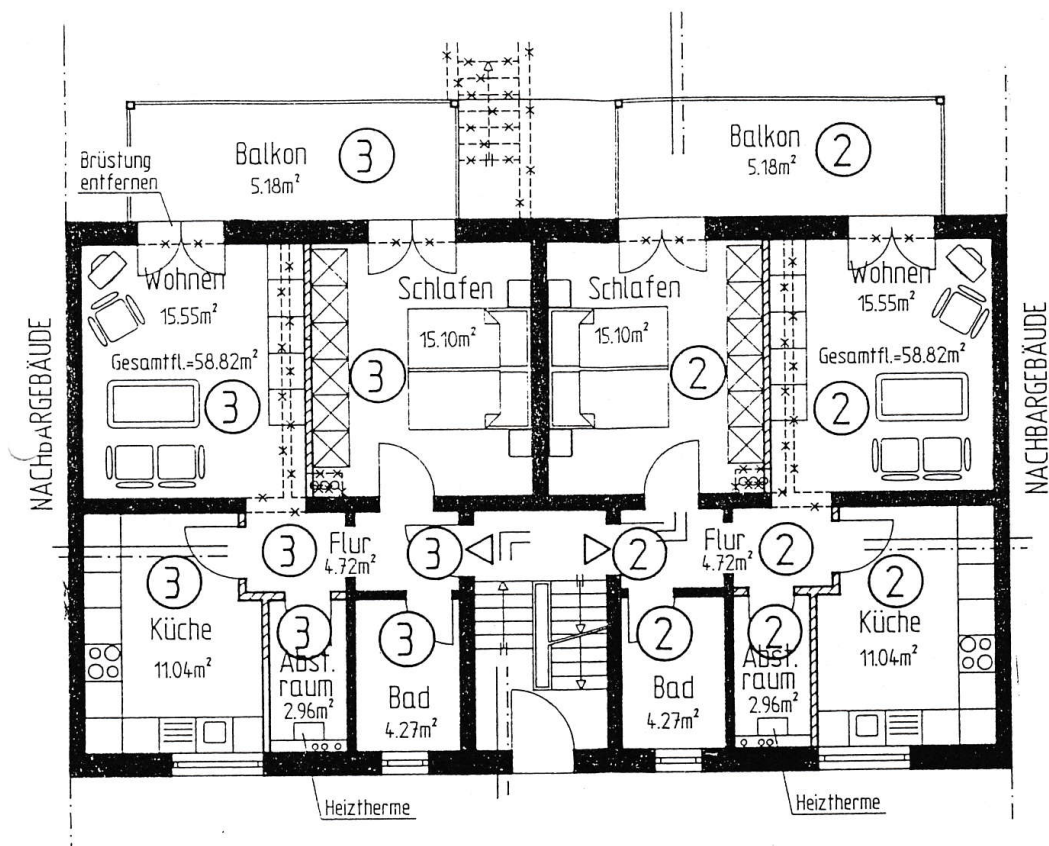 Balkon
5.18m²
3
Balkon
5.18m²
2
Brüstung
entfernen
Wohnen
15.55m²
Gesamtfl.=58.82m²
3
Schlafen
15.10m²
3
Schlafen
15.10m²
2
Wohnen
15.55m²
Gesamtfl.=58.82m²
2
NACHBARGEBÄUDE
NACHBARGEBÄUDE
3
Flur
4.72m²
3
2
Flur
4.72m²
2
3
Küche
11.04m²
3
Abst.
raum
2.96m²
3
Bad
4.27m²
2
Bad
4.27m²
2
Abst.
raum
2.96m²
2
Küche
11.04m²
Heiztherme
Heiztherme